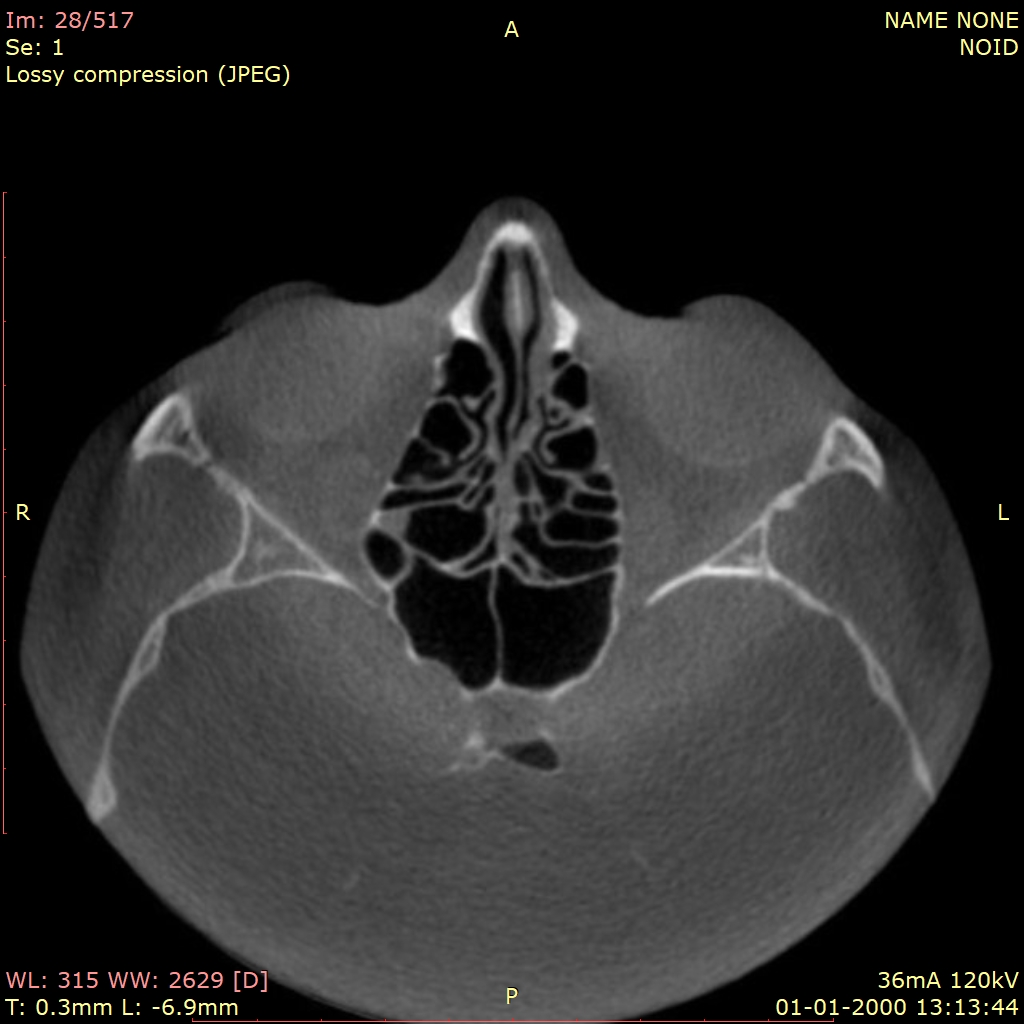 Im: 28/517
Se: 1
Lossy compression (JPEG)
A
NAME NONE
NOID
R
L
WL: 315 WW: 2629 [D]
T: 0.3mm L: -6.9mm
P
36mA 120kV
01-01-2000 13:13:44